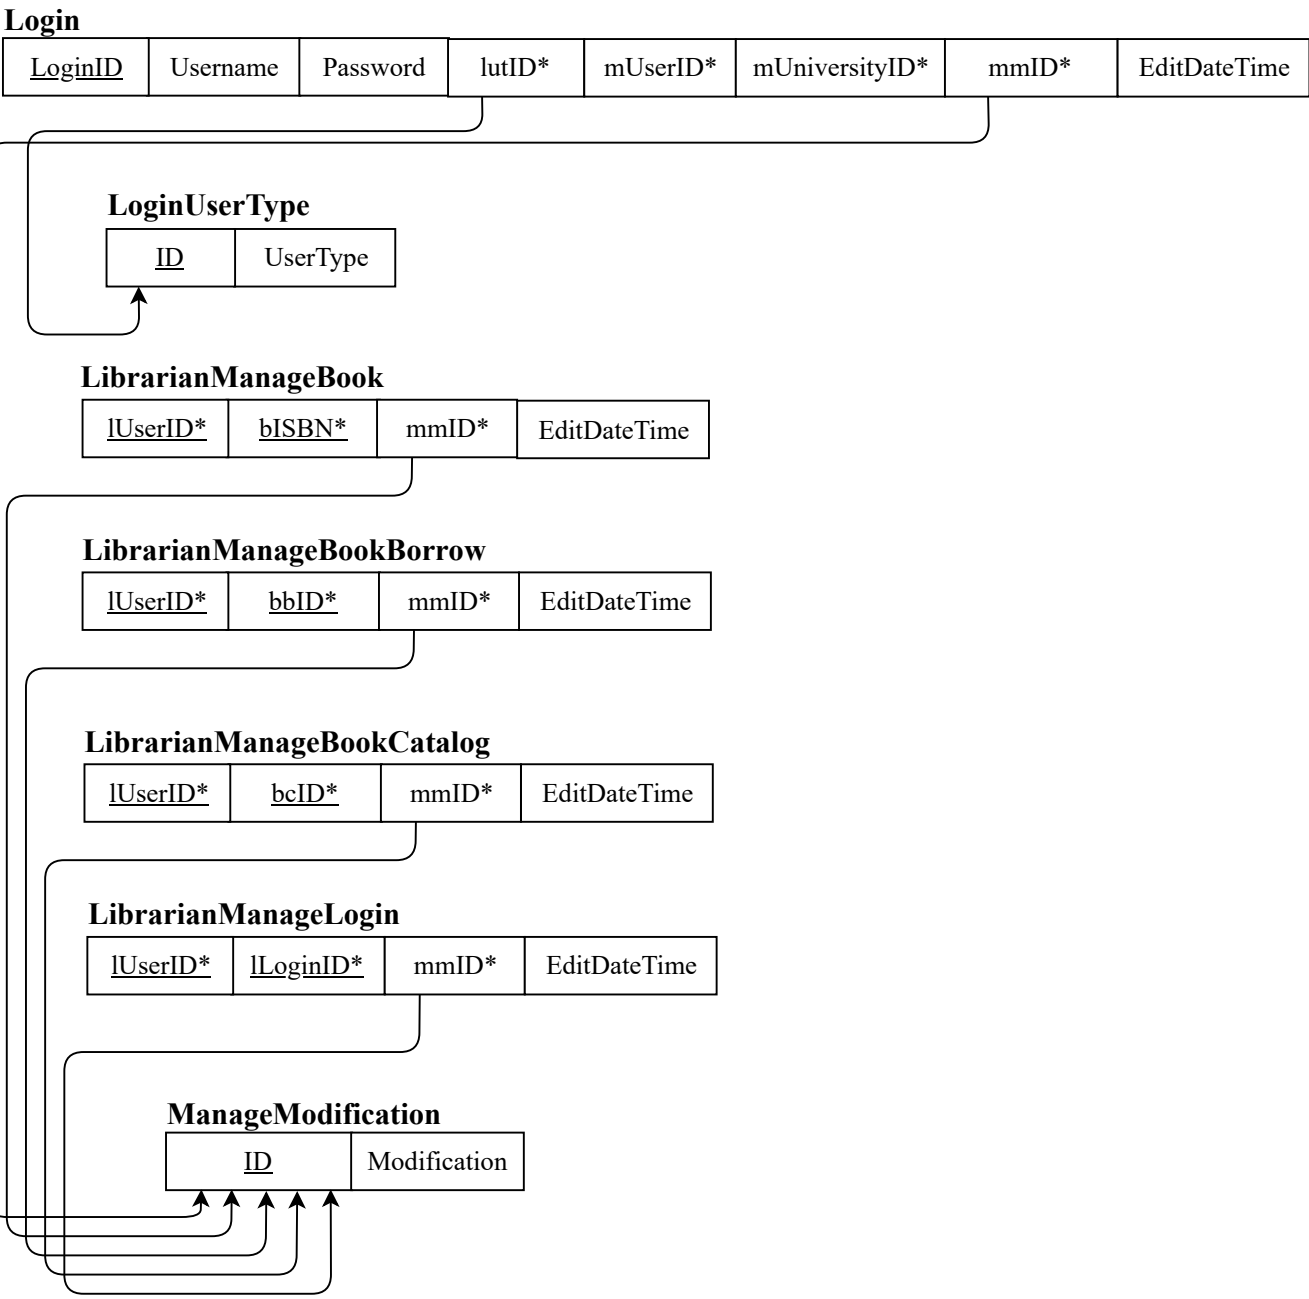 Login
LoginID Username Password lutID* mUserID* mUniversityID* mmID* EditDateTime
LoginUserType
ID UserType
LibrarianManageBook
lUserID* bISBN* mmID* EditDateTime
LibrarianManageBookBorrow
lUserID* bbID* mmID* EditDateTime
LibrarianManageBookCatalog
lUserID* bcID* mmID* EditDateTime
LibrarianManageLogin
lUserID* lLoginID* mmID* EditDateTime
ManageModification
ID Modification